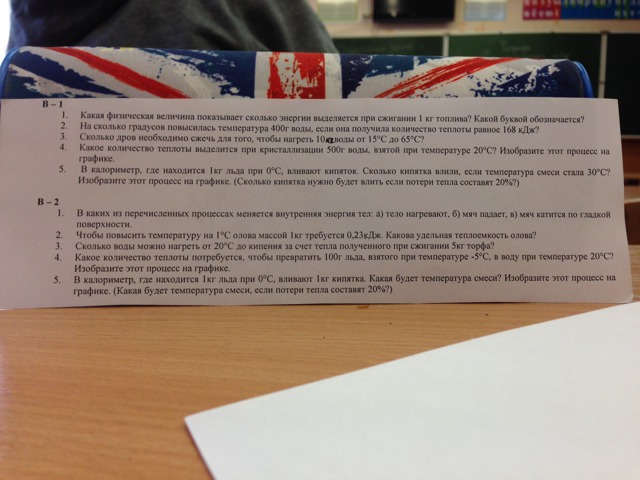 В – 1
1. Какая физическая величина показывает сколько энергии выделяется при сжигании 1 кг топлива? Какой буквой обозначается?
2. На сколько градусов повысилась температура 400г воды, если она получила количество теплоты равное 168 кДж?
3. Сколько дров необходимо сжечь для того, чтобы нагреть 10кг воды от 15°С до 65°С?
4. Какое количество теплоты выделится при кристаллизации 500г воды, взятой при температуре 20°С? Изобразите этот процесс на
графике.
5. В калориметр, где находится 1кг льда при 0°С, вливают кипяток. Сколько кипятка влили, если температура смеси стала 30°С?
Изобразите этот процесс на графике. (Сколько кипятка нужно будет влить если потери тепла составят 20%?)
В – 2
1. В каких из перечисленных процессах меняется внутренняя энергия тел: а) тело нагревают, б) мяч падает, в) мяч катится по гладкой
поверхности.
2. Чтобы повысить температуру на 1°С олова массой 1кг требуется 0,23кДж. Какова удельная теплоемкость олова?
3. Сколько воды можно нагреть от 20°С до кипения за счет тепла полученного при сжигании 5кг торфа?
4. Какое количество теплоты потребуется, чтобы превратить 100г льда, взятого при температуре -5°С, в воду при температуре 20°С?
Изобразите этот процесс на графике.
5. В калориметр, где находится 1кг льда при 0°С, вливают 1кг кипятка. Какая будет температура смеси? Изобразите этот процесс на
графике. (Какая будет температура смеси, если потери тепла составят 20%?)